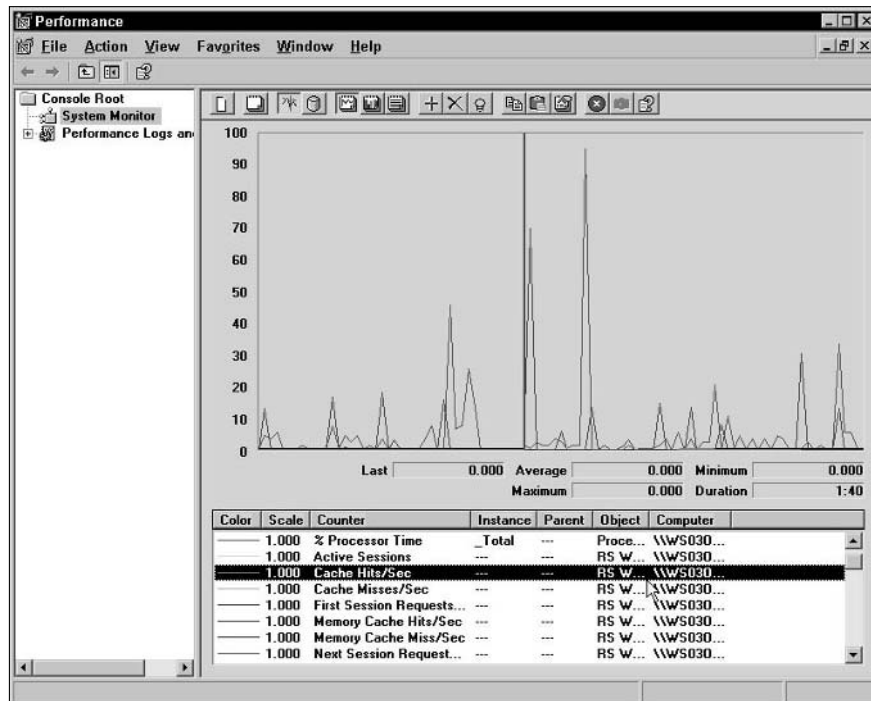 Performance
File Action View Favorites Window Help
Console Root
System Monitor
Performance Logs an
100
90
80
70
60
50
40
30
20
10
0
Last 0.000 Average 0.000 Minimum 0.000
Maximum 0.000 Duration 1:40
Color Scale Counter Instance Parent Object Computer
1.000 % Processor Time _Total --- Proce... \\WS030...
1.000 Active Sessions --- --- RS W... \\WS030...
1.000 Cache Hits/Sec --- --- RS W... \\WS030...
1.000 Cache Misses/Sec --- --- RS W... \\WS030...
1.000 First Session Requests... --- --- RS W... \\WS030...
1.000 Memory Cache Hits/Sec --- --- RS W... \\WS030...
1.000 Memory Cache Miss/Sec --- --- RS W... \\WS030...
1.000 Next Session Request... --- --- RS W... \\WS030...